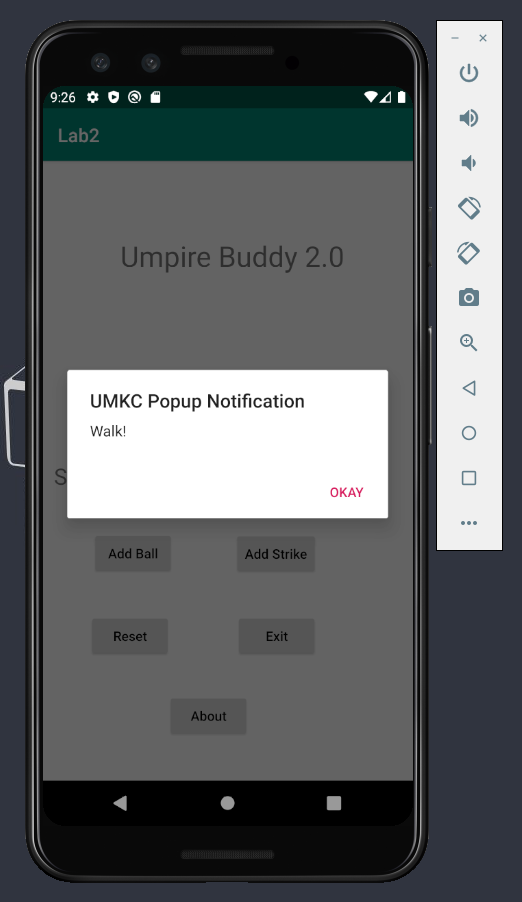 9:26
Lab2
Umpire Buddy 2.0
UMKC Popup Notification
Walk!
S
OKAY
Add Ball
Add Strike
Reset
Exit
About